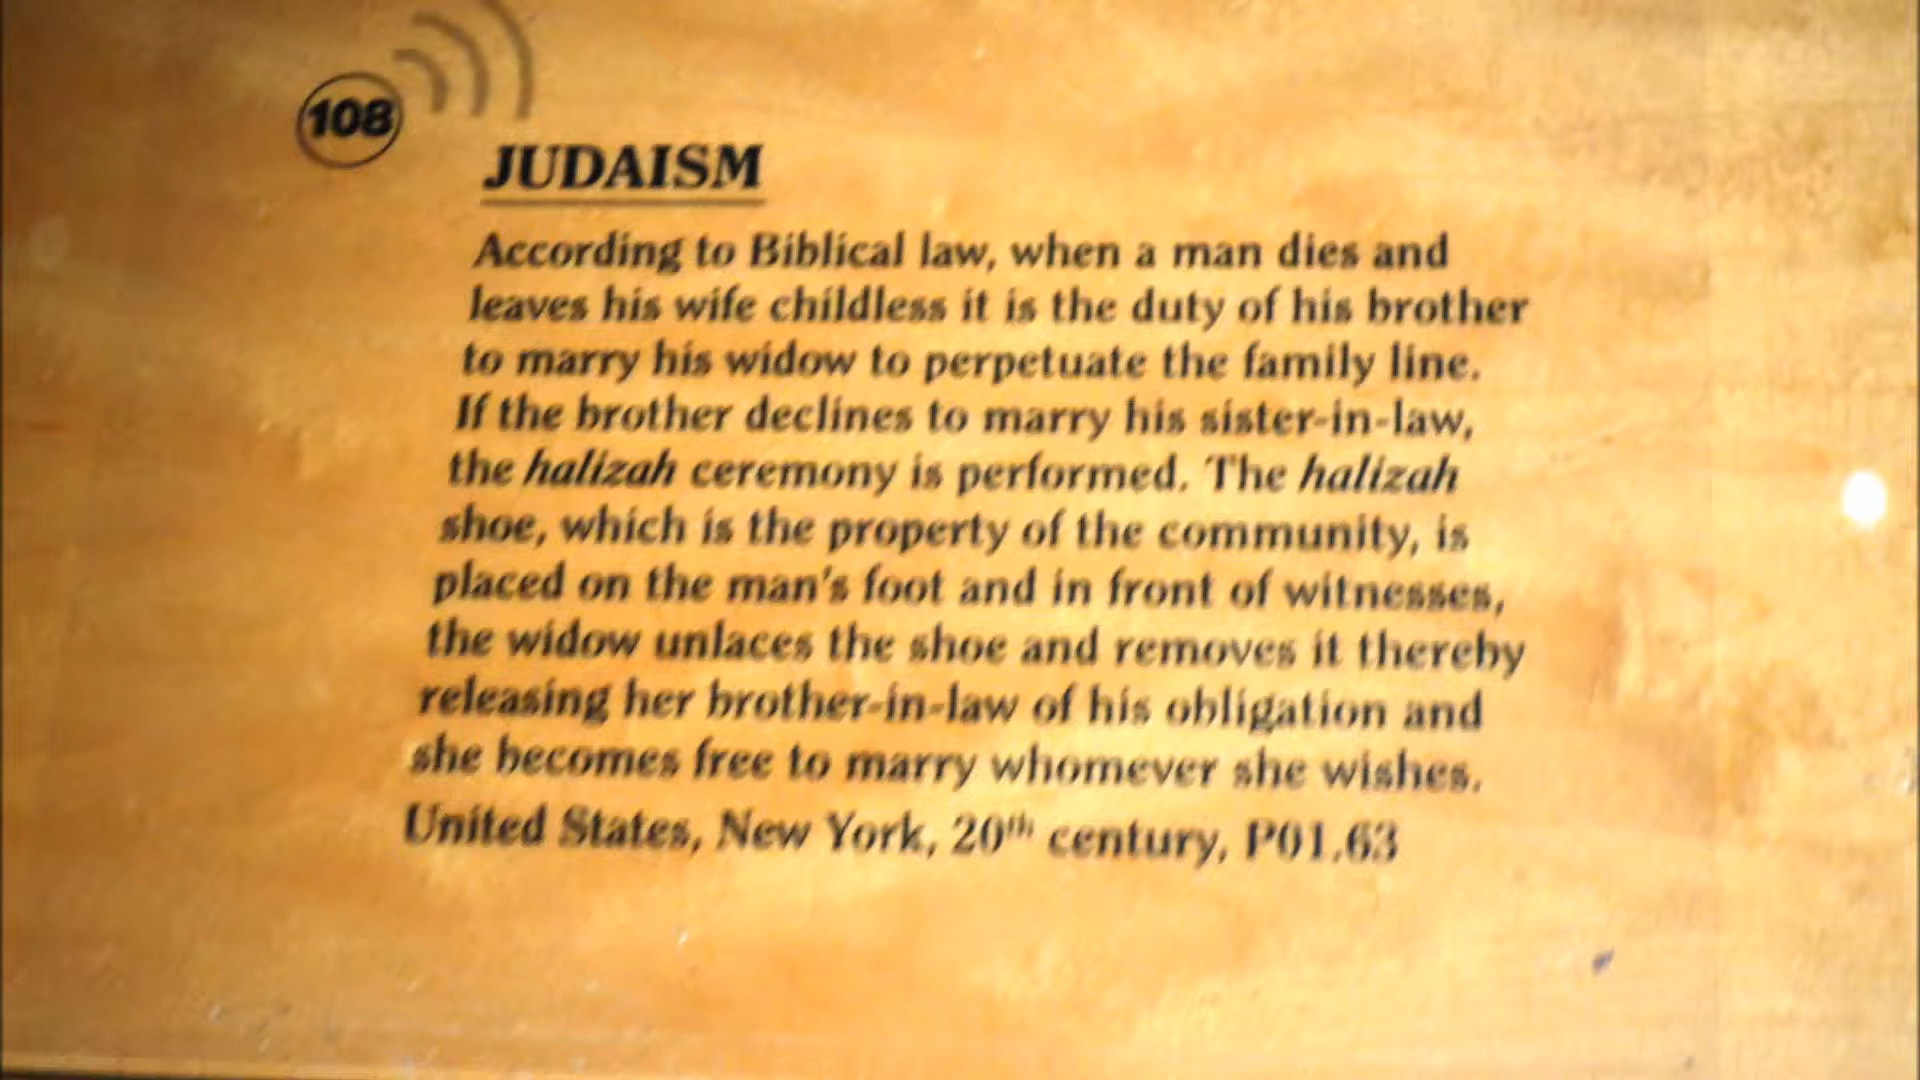 108
JUDAISM
According to Biblical law, when a man dies and
leaves his wife childless it is the duty of his brother
to marry his widow to perpetuate the family line.
If the brother declines to marry his sister-in-law,
the halizah ceremony is performed. The halizah
shoe, which is the property of the community, is
placed on the man's foot and in front of witnesses,
the widow unlaces the shoe and removes it thereby
releasing her brother-in-law of his obligation and
she becomes free to marry whomever she wishes.
United States, New York, 20th century, P01.63